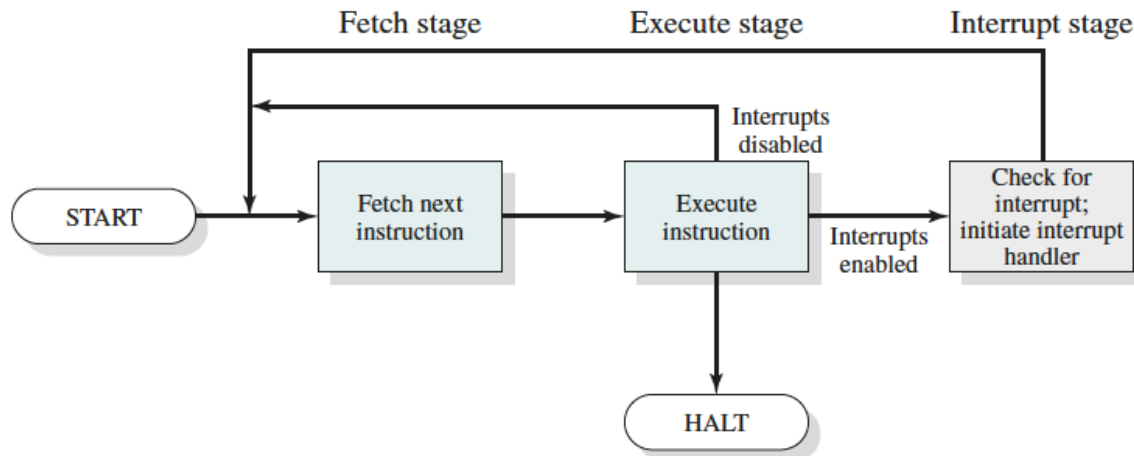 Fetch stage
Execute stage
Interrupt stage
Interrupts
disabled
START
Fetch next
instruction
Execute
instruction
Interrupts
enabled
Check for
interrupt;
initiate interrupt
handler
HALT